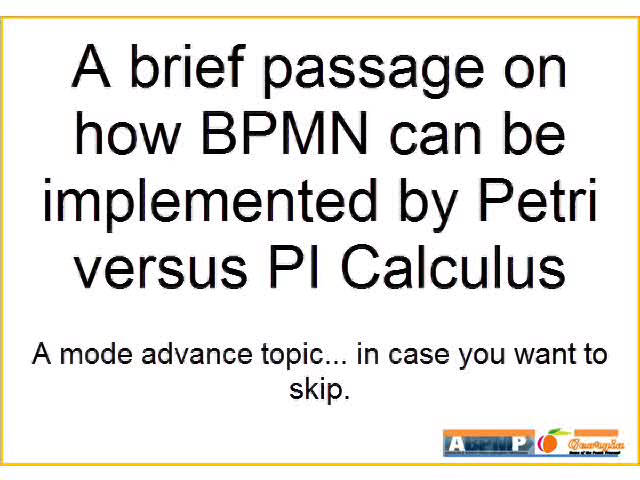 A brief passage on
how BPMN can be
implemented by Petri
versus PI Calculus
A mode advance topic... in case you want to
skip.
ABPMP Georgia